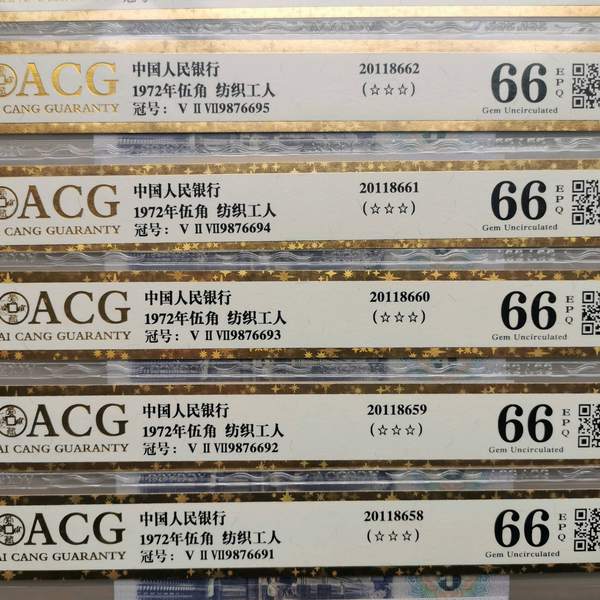 ACG
CANG GUARANTY
中国人民银行
1972年伍角 纺织工人
冠号: V II VII9876695
20118662
(☆☆☆)
66
EPQ
Gem Uncirculated
ACG
CANG GUARANTY
中国人民银行
1972年伍角 纺织工人
冠号: V II VII9876694
20118661
(☆☆☆)
66
EPQ
Gem Uncirculated
ACG
AI CANG GUARANTY
中国人民银行
1972年伍角 纺织工人
冠号: V II VII9876693
20118660
(☆☆☆)
66
EPQ
Gem Uncirculated
ACG
AI CANG GUARANTY
中国人民银行
1972年伍角 纺织工人
冠号: V II VII9876692
20118659
(☆☆☆)
66
EPQ
Gem Uncirculated
ACG
AI CANG GUARANTY
中国人民银行
1972年伍角 纺织工人
冠号: V II VII9876691
20118658
(☆☆☆)
66
EPQ
Gem Uncirculated
5